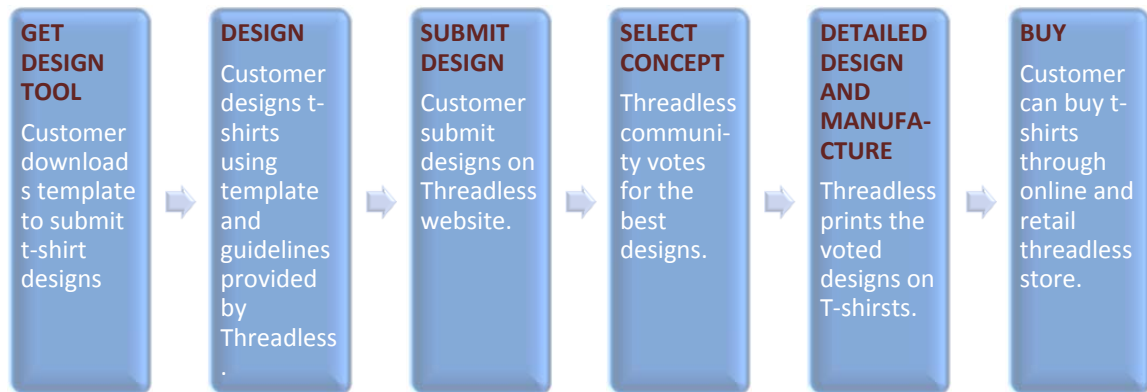 GET
DESIGN
TOOL
Customer
download
s template
to submit
t-shirt
designs
DESIGN
Customer
designs t-
shirts
using
template
and
guidelines
provided
by
Threadless
.
SUBMIT
DESIGN
Customer
submit
designs on
Threadless
website.
SELECT
CONCEPT
Threadless
communi-
ty votes
for the
best
designs.
DETAILED
DESIGN
AND
MANUFA-
CTURE
Threadless
prints the
voted
designs on
T-shirsts.
BUY
Customer
can buy t-
shirts
through
online and
retail
threadless
store.